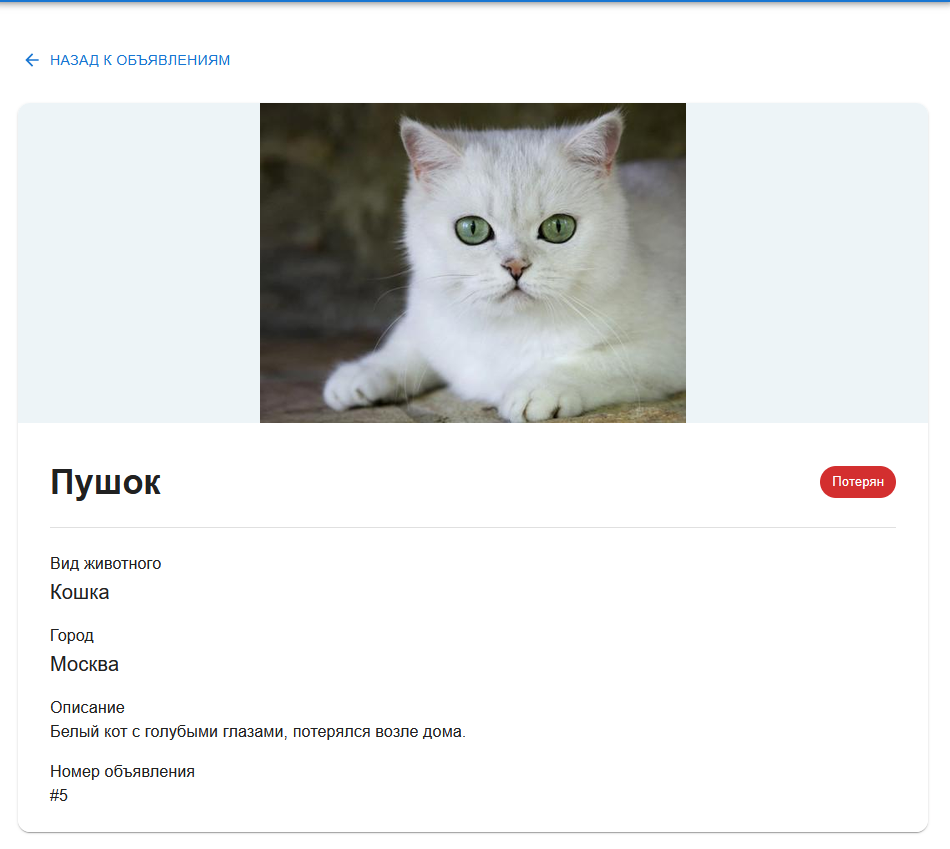 НАЗАД К ОБЪЯВЛЕНИЯМ
Пушок
Потерян
Вид животного
Кошка
Город
Москва
Описание
Белый кот с голубыми глазами, потерялся возле дома.
Номер объявления
#5